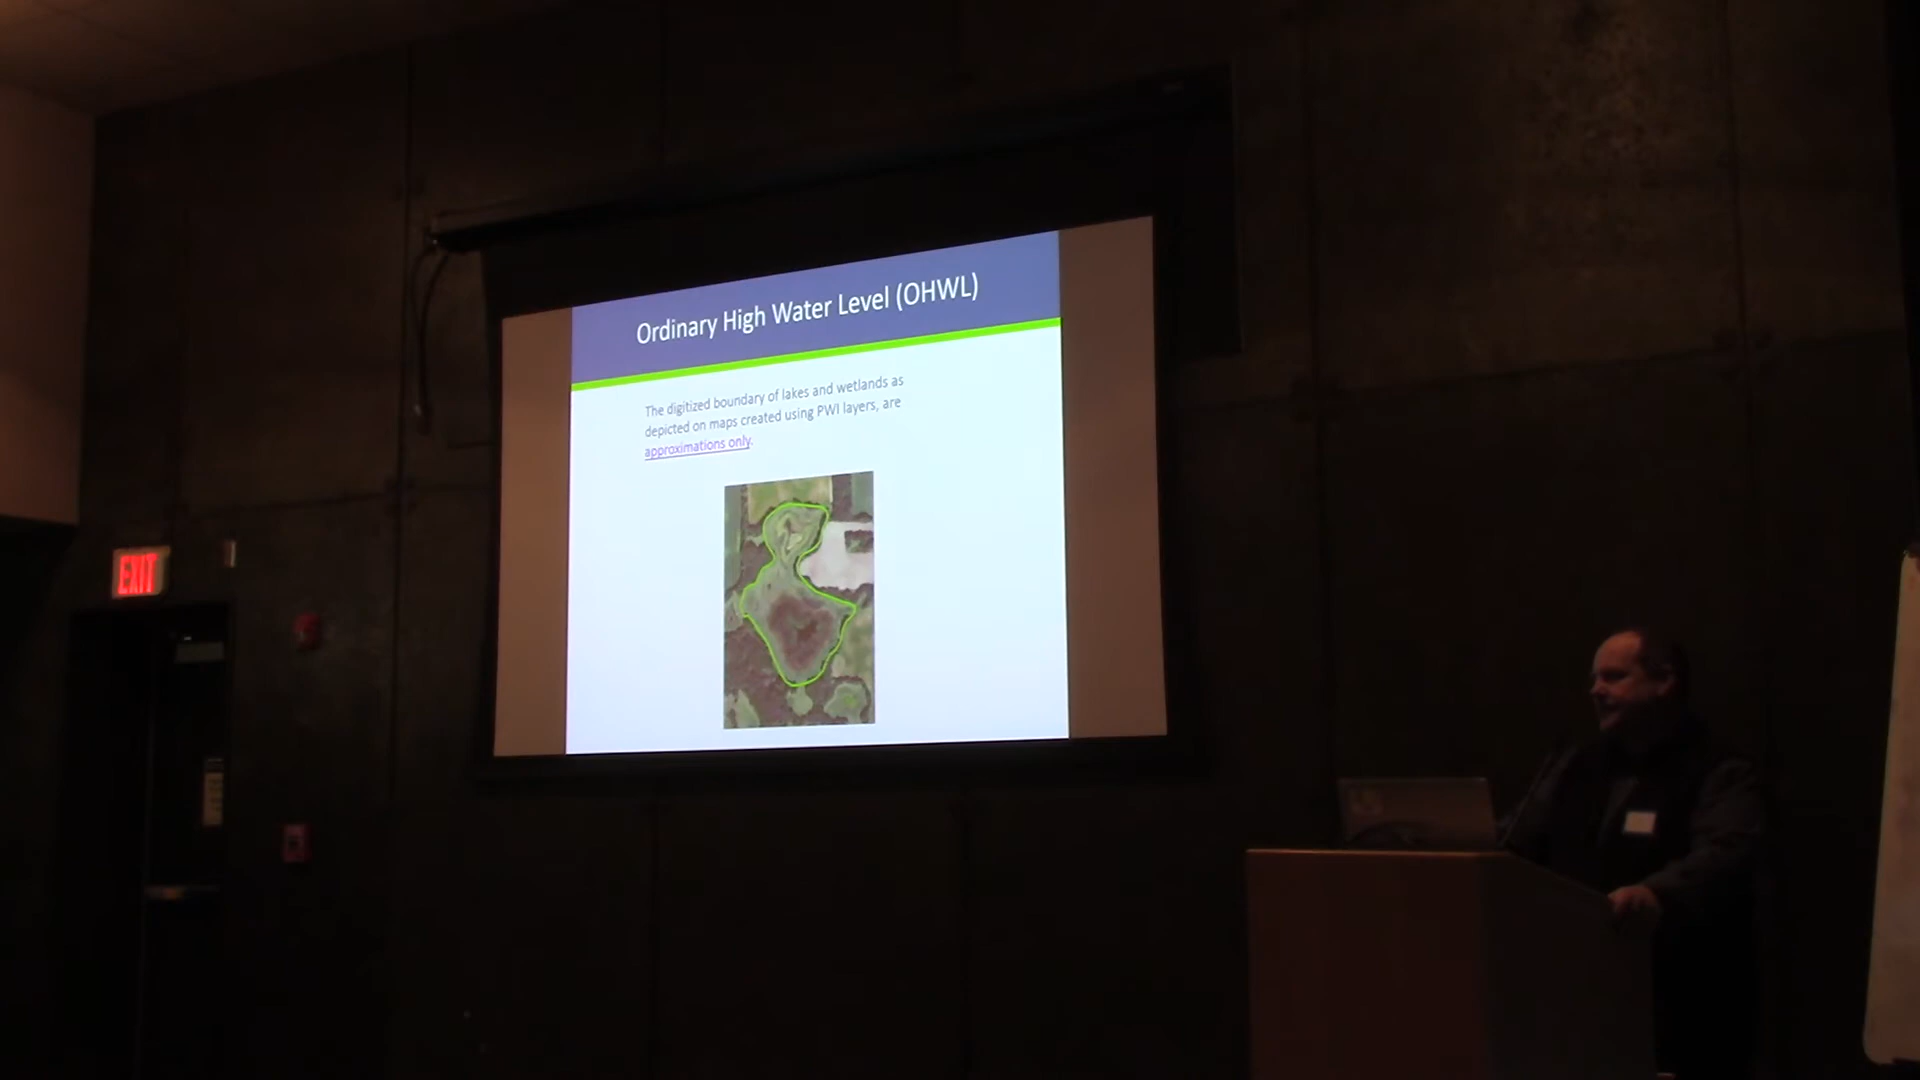 Ordinary High Water Level (OHWL)
The digitized boundary of lakes and wetlands as
depicted on maps created using PWI layers, are
approximations only.
EXIT